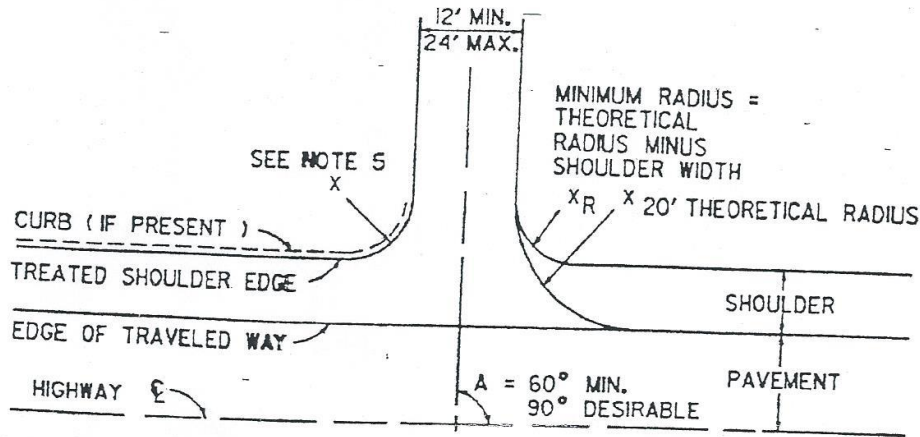 12' MIN.
24' MAX.
MINIMUM RADIUS =
THEORETICAL
RADIUS MINUS
SHOULDER WIDTH
SEE NOTE 5
X
X R
X 20' THEORETICAL RADIUS
CURB ( IF PRESENT )
TREATED SHOULDER EDGE
SHOULDER
EDGE OF TRAVELED WAY
PAVEMENT
HIGHWAY ℄
A = 60° MIN.
90° DESIRABLE